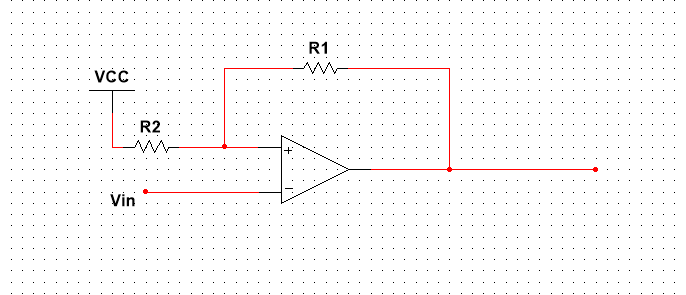 R1
VCC
R2
+
−
Vin